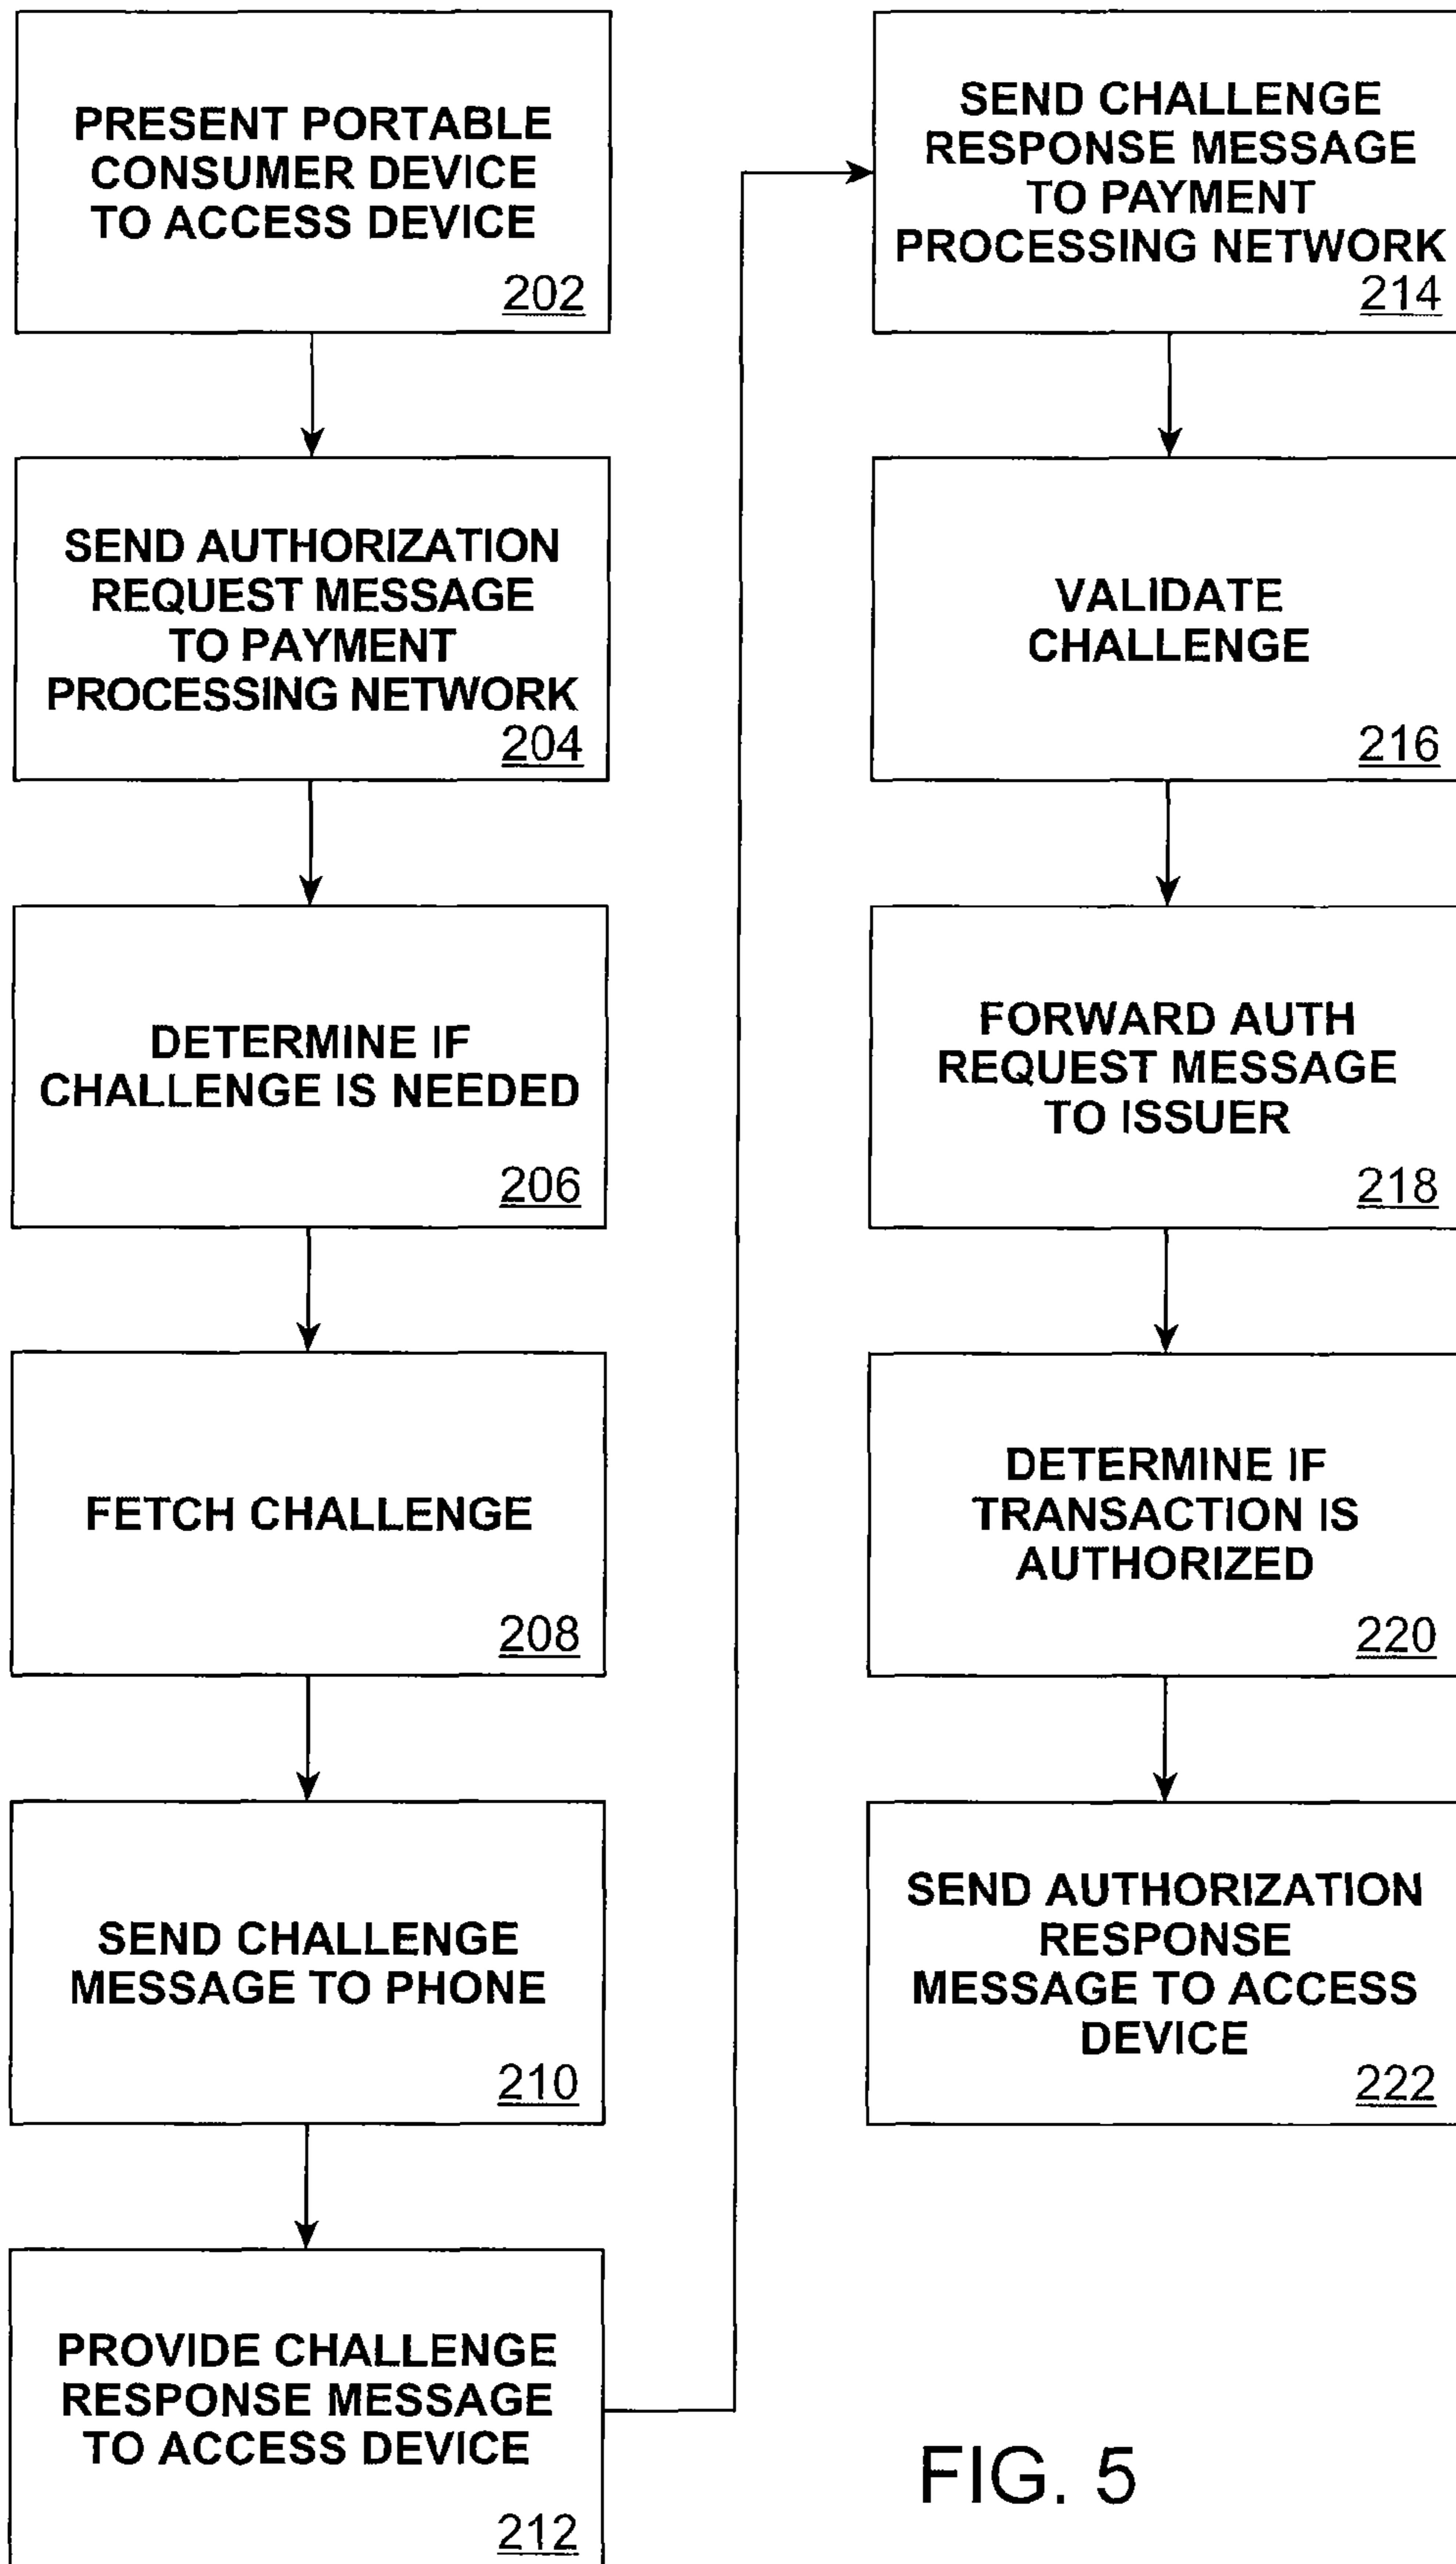 PRESENT PORTABLE
CONSUMER DEVICE
TO ACCESS DEVICE
202
SEND AUTHORIZATION
REQUEST MESSAGE
TO PAYMENT
PROCESSING NETWORK
204
DETERMINE IF
CHALLENGE IS NEEDED
206
FETCH CHALLENGE
208
SEND CHALLENGE
MESSAGE TO PHONE
210
PROVIDE CHALLENGE
RESPONSE MESSAGE
TO ACCESS DEVICE
212
SEND CHALLENGE
RESPONSE MESSAGE
TO PAYMENT
PROCESSING NETWORK
214
VALIDATE
CHALLENGE
216
FORWARD AUTH
REQUEST MESSAGE
TO ISSUER
218
DETERMINE IF
TRANSACTION IS
AUTHORIZED
220
SEND AUTHORIZATION
RESPONSE
MESSAGE TO ACCESS
DEVICE
222
FIG. 5